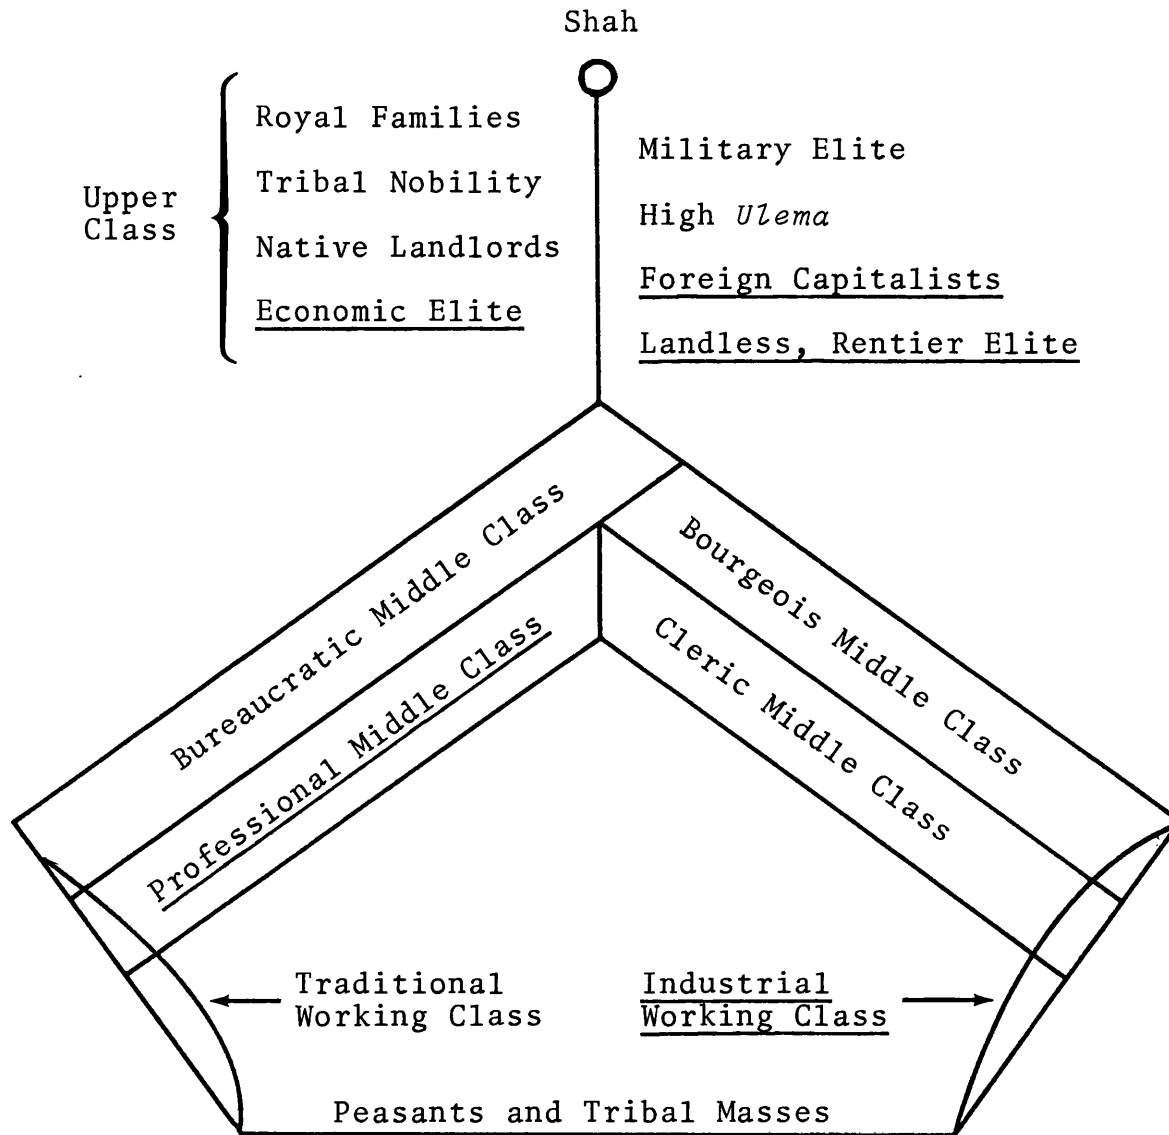 Shah
Upper
Class
Royal Families
Tribal Nobility
Native Landlords
Economic Elite
Military Elite
High Ulema
Foreign Capitalists
Landless, Rentier Elite
Bureaucratic Middle Class
Professional Middle Class
Bourgeois Middle Class
Cleric Middle Class
Traditional
Working Class
Industrial
Working Class
Peasants and Tribal Masses